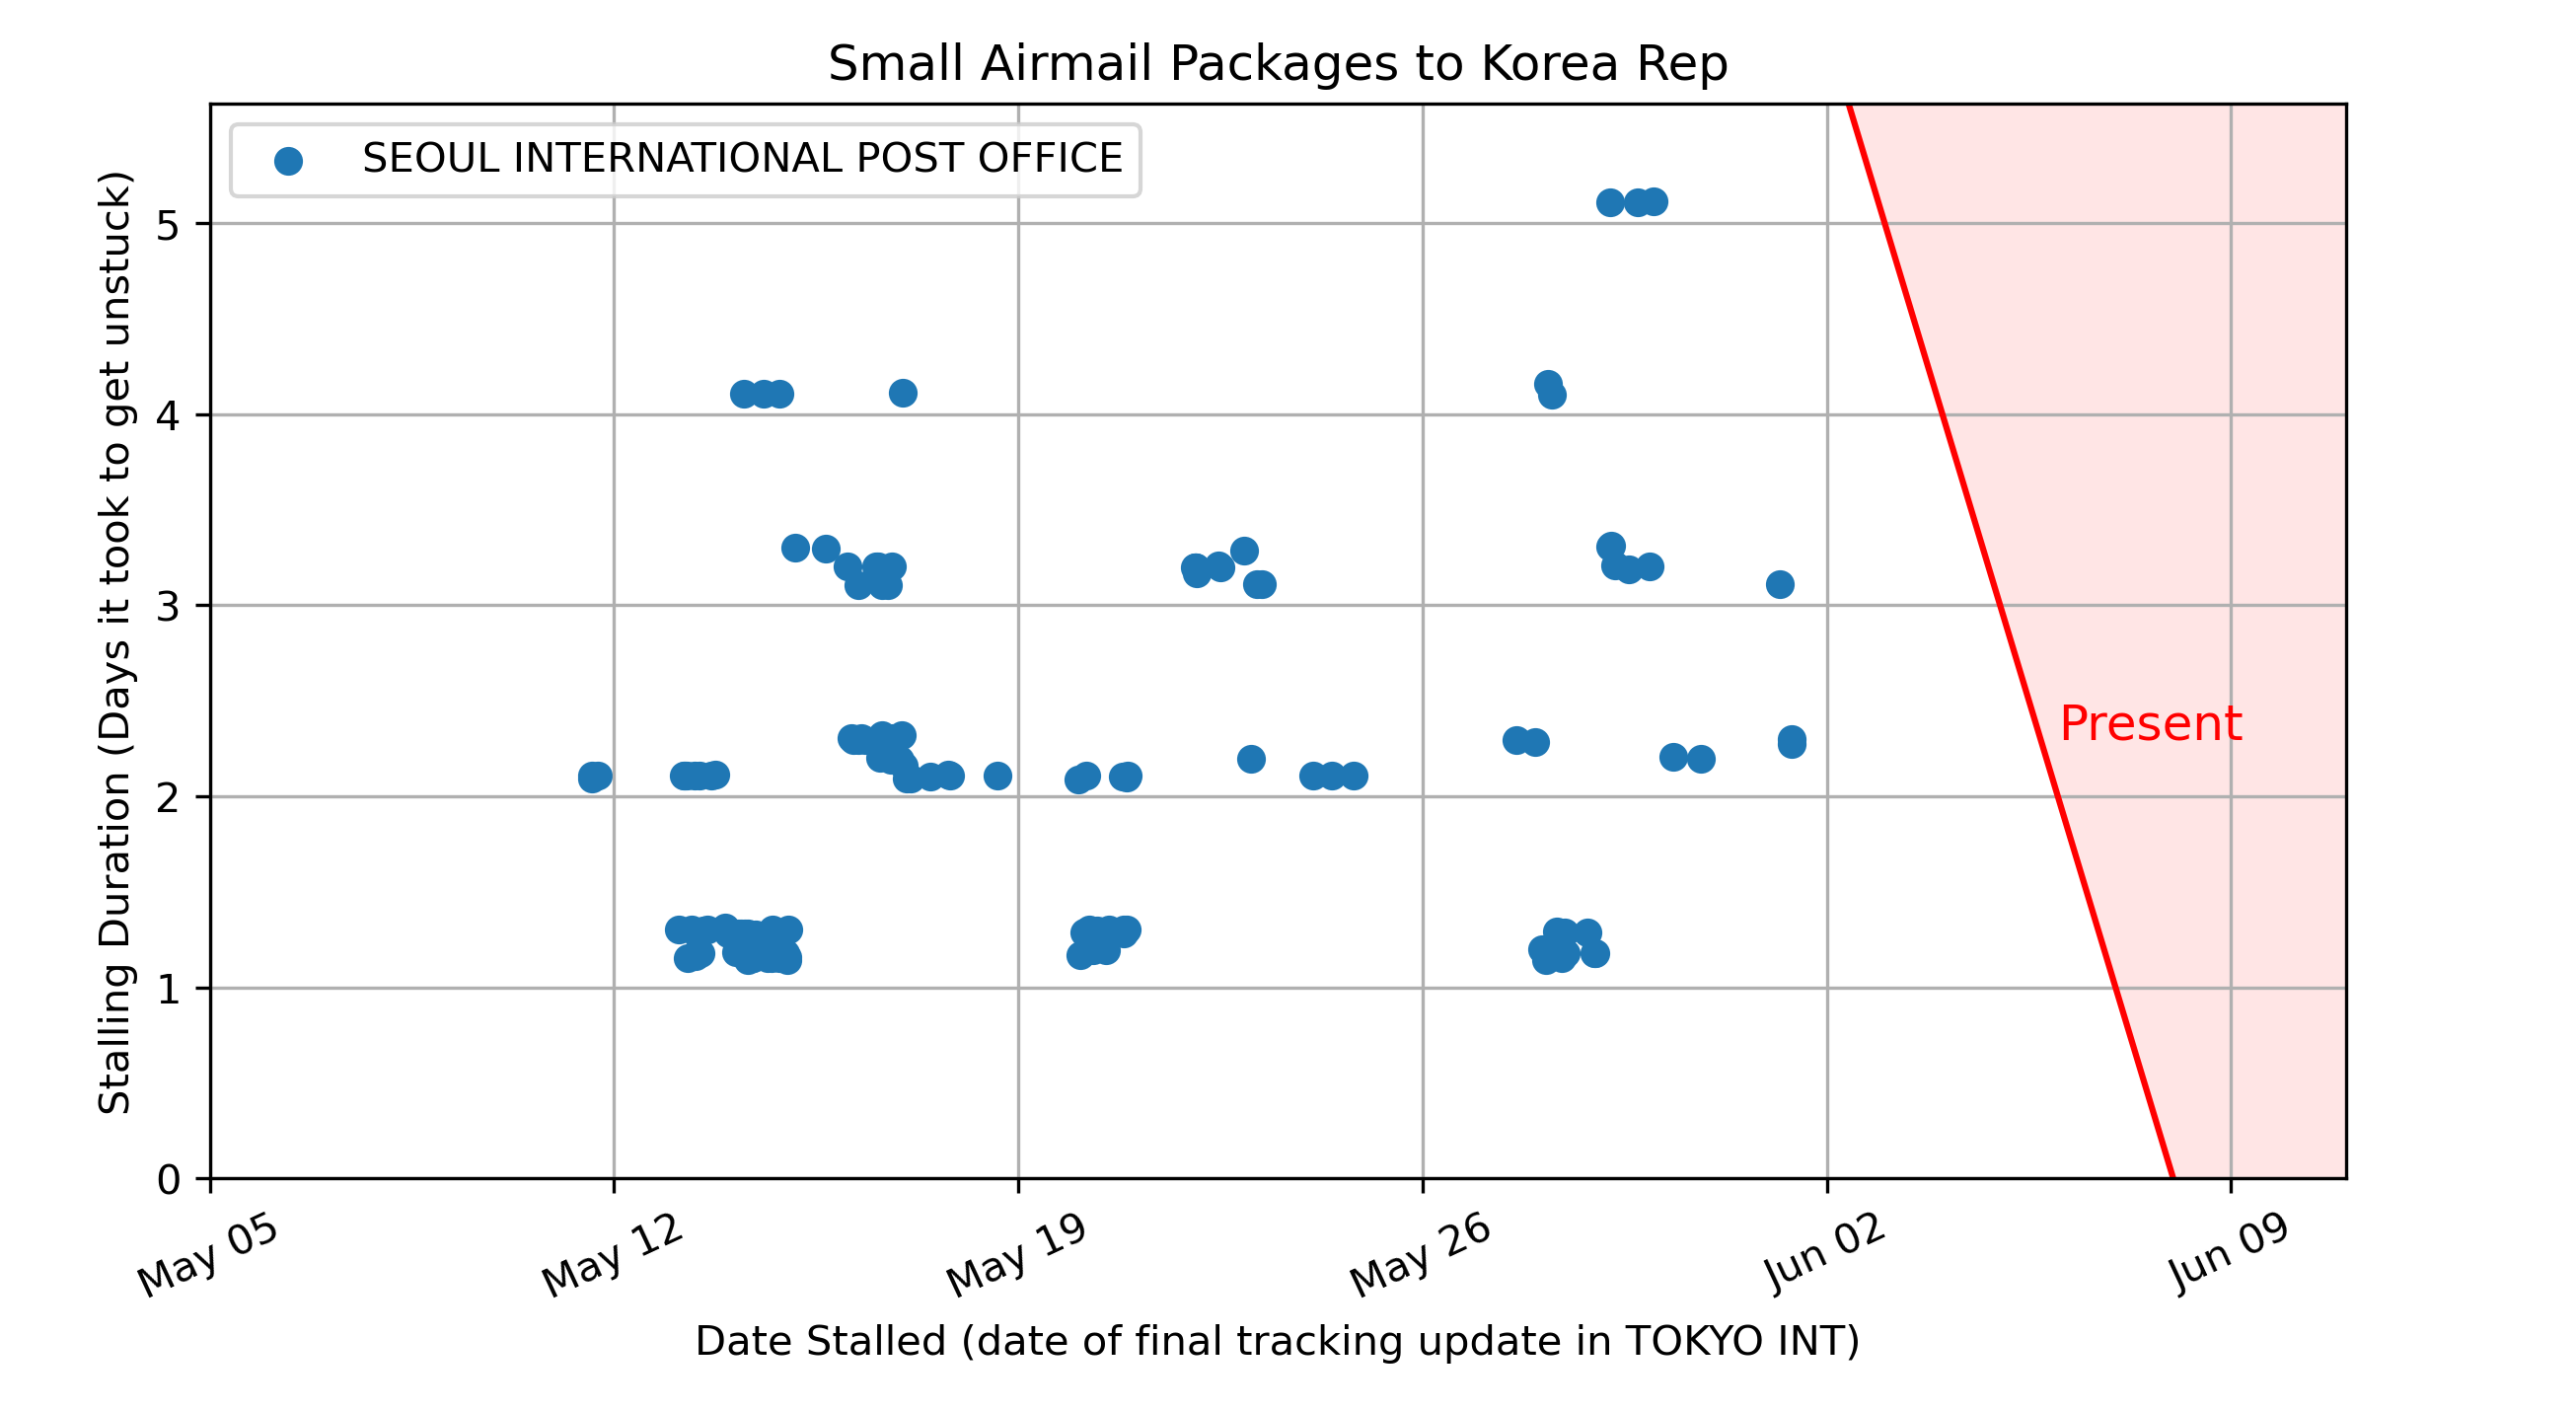 Small Airmail Packages to Korea Rep
SEOUL INTERNATIONAL POST OFFICE
Stalling Duration (Days it took to get unstuck)
5
4
3
2
1
0
Present
May 05
May 12
May 19
May 26
Jun 02
Jun 09
Date Stalled (date of final tracking update in TOKYO INT)